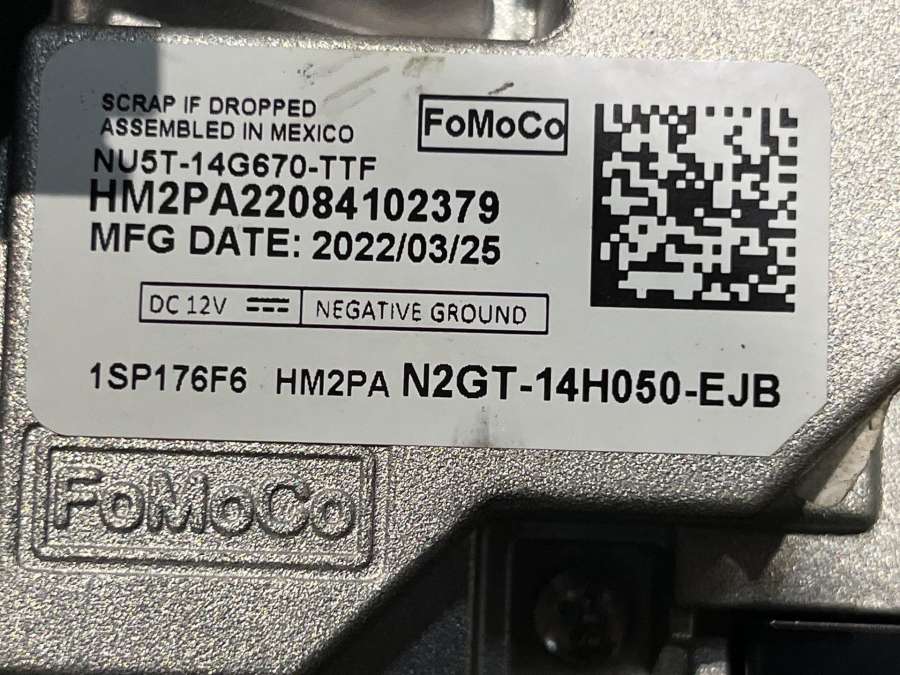 SCRAP IF DROPPED
ASSEMBLED IN MEXICO
FoMoCo
NU5T-14G670-TTF
HM2PA22084102379
MFG DATE: 2022/03/25
DC 12V NEGATIVE GROUND
1SP176F6 HM2PA N2GT-14H050-EJB
FoMoCo